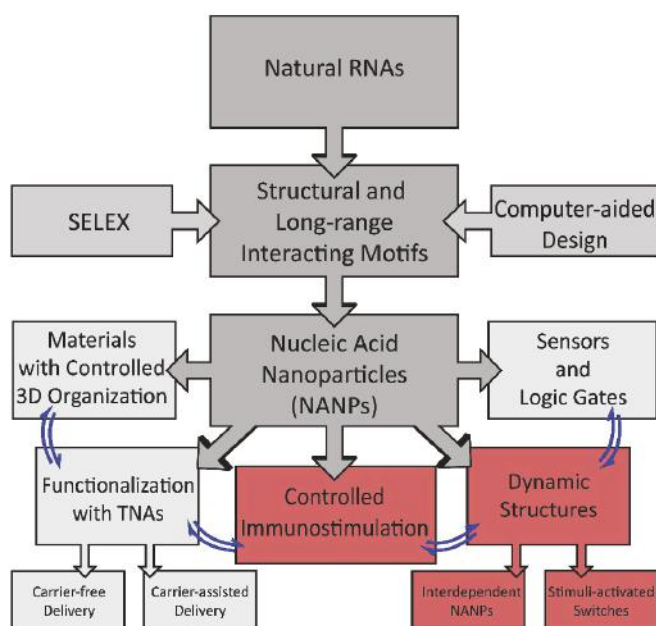 Natural RNAs
SELEX
Structural and
Long-range
Interacting Motifs
Computer-aided
Design
Materials
with Controlled
3D Organization
Nucleic Acid
Nanoparticles
(NANPs)
Sensors
and
Logic Gates
Functionalization
with TNAs
Controlled
Immunostimulation
Dynamic
Structures
Carrier-free
Delivery
Carrier-assisted
Delivery
Interdependent
NANPs
Stimuli-activated
Switches